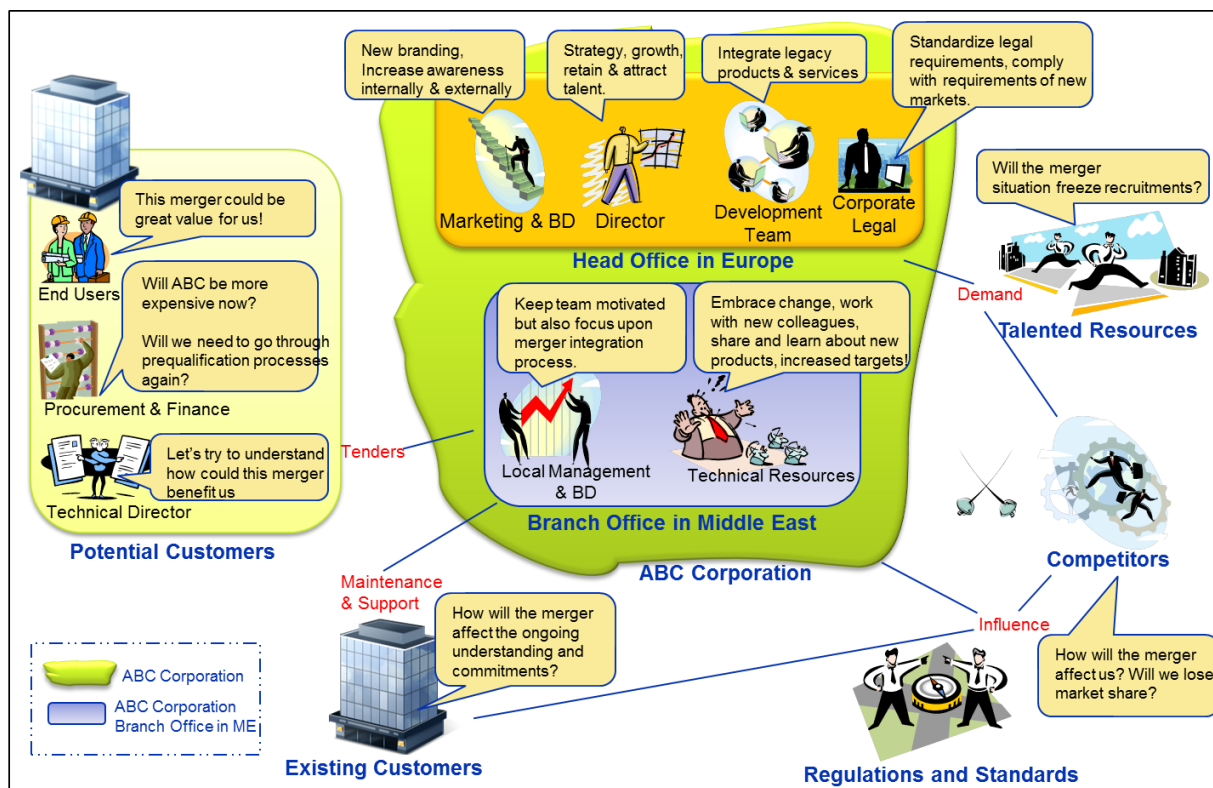 New branding,
Increase awareness
internally & externally
Strategy, growth,
retain & attract
talent.
Integrate legacy
products & services
Standardize legal
requirements, comply
with requirements of new
markets.
Marketing & BD
Director
Development
Team
Corporate
Legal
Head Office in Europe
This merger could be
great value for us!
End Users
Will ABC be more
expensive now?
Will we need to go through
prequalification processes
again?
Procurement & Finance
Let's try to understand
how could this merger
benefit us
Technical Director
Potential Customers
Tenders
Keep team motivated
but also focus upon
merger integration
process.
Embrace change, work
with new colleagues,
share and learn about new
products, increased targets!
Local Management
& BD
Technical Resources
Branch Office in Middle East
ABC Corporation
Will the merger
situation freeze recruitments?
Demand
Talented Resources
Competitors
How will the merger
affect us? Will we lose
market share?
Influence
Regulations and Standards
Maintenance
& Support
How will the merger
affect the ongoing
understanding and
commitments?
Existing Customers
ABC Corporation
ABC Corporation
Branch Office in ME